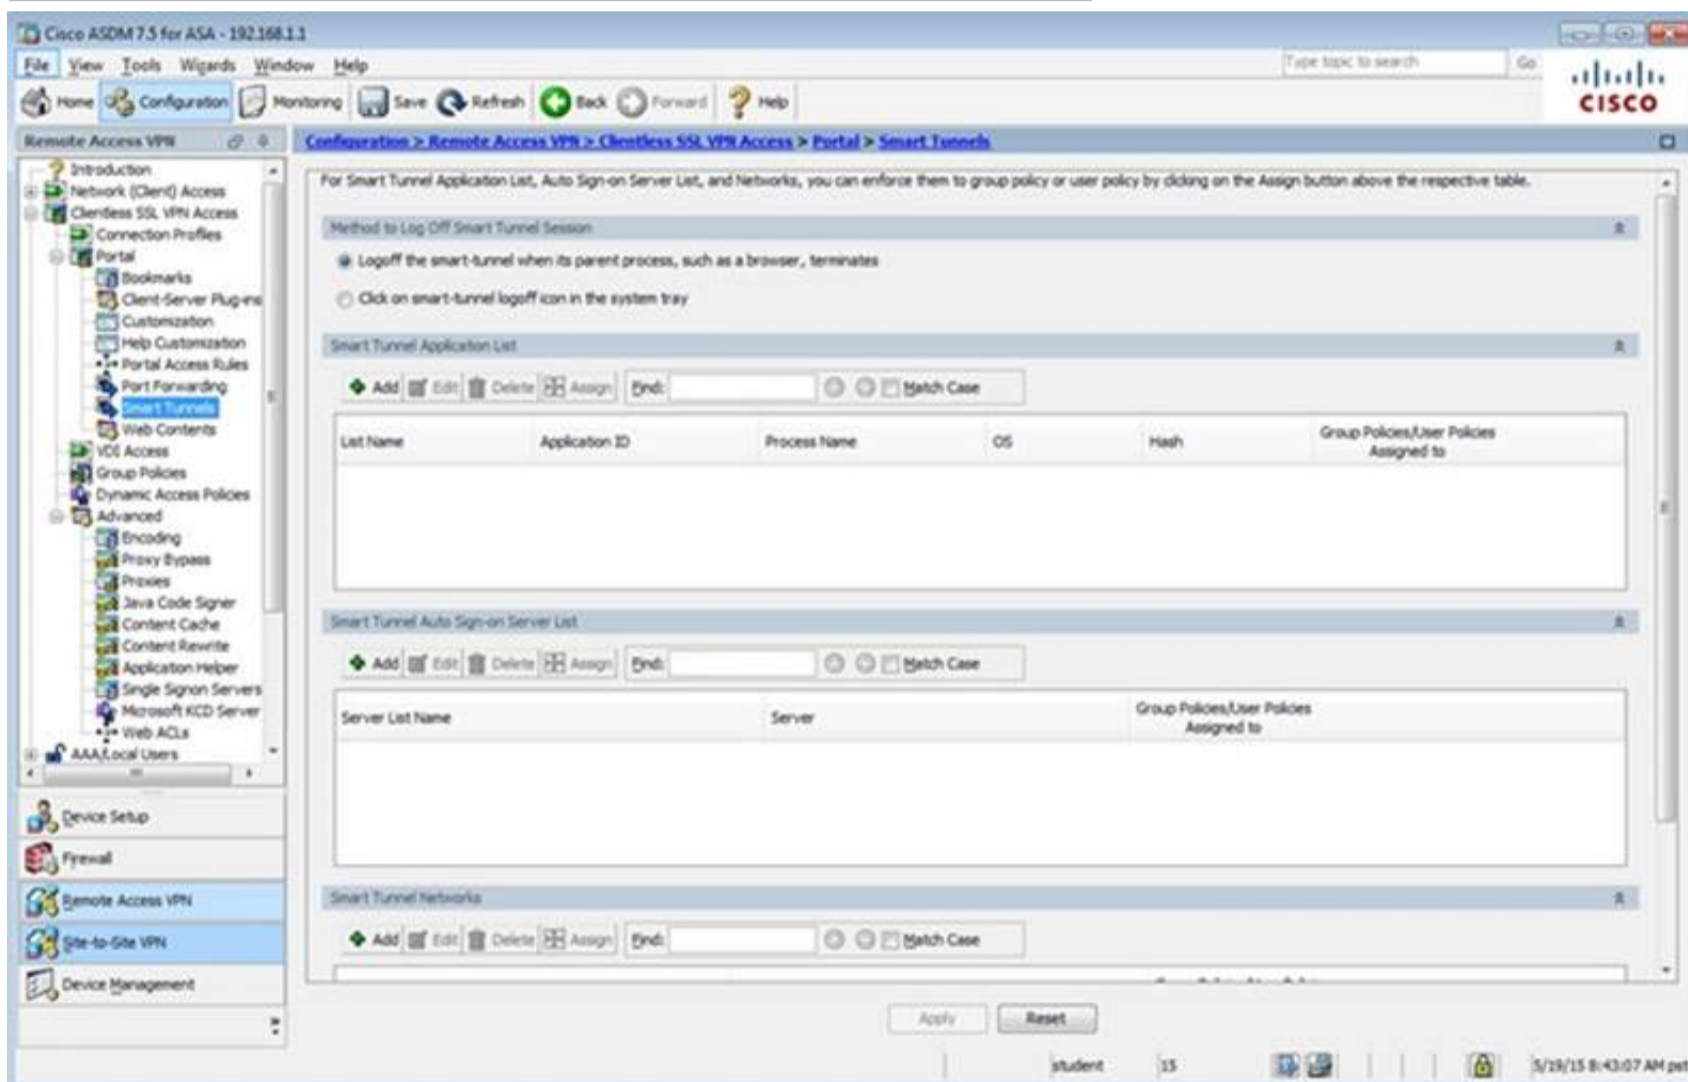 Cisco ASDM 7.5 for ASA - 192.168.1.1
File View Tools Wizards Window Help
Type topic to search Go
Home Configuration Monitoring Save Refresh Back Forward Help
CISCO
Remote Access VPN
Introduction
Network (Client) Access
Clientless SSL VPN Access
Connection Profiles
Portal
Bookmarks
Client-Server Plug-ins
Customization
Help Customization
Portal Access Rules
Port Forwarding
Smart Tunnels
Web Contents
VDI Access
Group Policies
Dynamic Access Policies
Advanced
Encoding
Proxy Bypass
Proxies
Java Code Signer
Content Cache
Content Rewrite
Application Helper
Single Signon Servers
Microsoft KCD Server
Web ACLs
AAA/Local Users
Device Setup
Firewall
Remote Access VPN
Site-to-Site VPN
Device Management
Configuration > Remote Access VPN > Clientless SSL VPN Access > Portal > Smart Tunnels
For Smart Tunnel Application List, Auto Sign-on Server List, and Networks, you can enforce them to group policy or user policy by clicking on the Assign button above the respective table.
Method to Log Off Smart Tunnel Session
Logoff the smart-tunnel when its parent process, such as a browser, terminates
Click on smart-tunnel logoff icon in the system tray
Smart Tunnel Application List
Add Edit Delete Assign Find: Match Case
List Name Application ID Process Name OS Hash Group Policies/User Policies
Assigned to
Smart Tunnel Auto Sign-on Server List
Add Edit Delete Assign Find: Match Case
Server List Name Server Group Policies/User Policies
Assigned to
Smart Tunnel Networks
Add Edit Delete Assign Find: Match Case
Apply Reset
student 15 5/19/15 8:43:07 AM pst